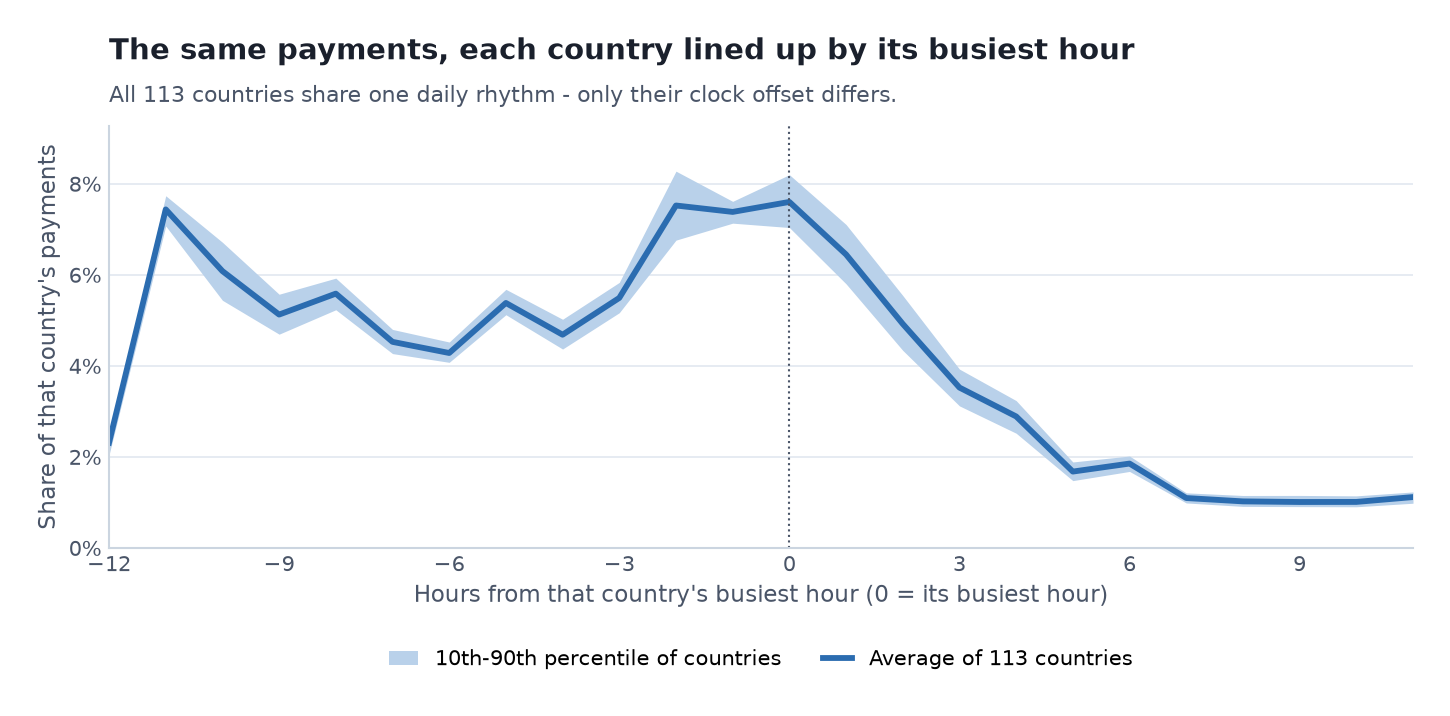 The same payments, each country lined up by its busiest hour
All 113 countries share one daily rhythm - only their clock offset differs.
Share of that country's payments
8%
6%
4%
2%
0%
−12
−9
−6
−3
0
3
6
9
Hours from that country's busiest hour (0 = its busiest hour)
10th-90th percentile of countries
Average of 113 countries